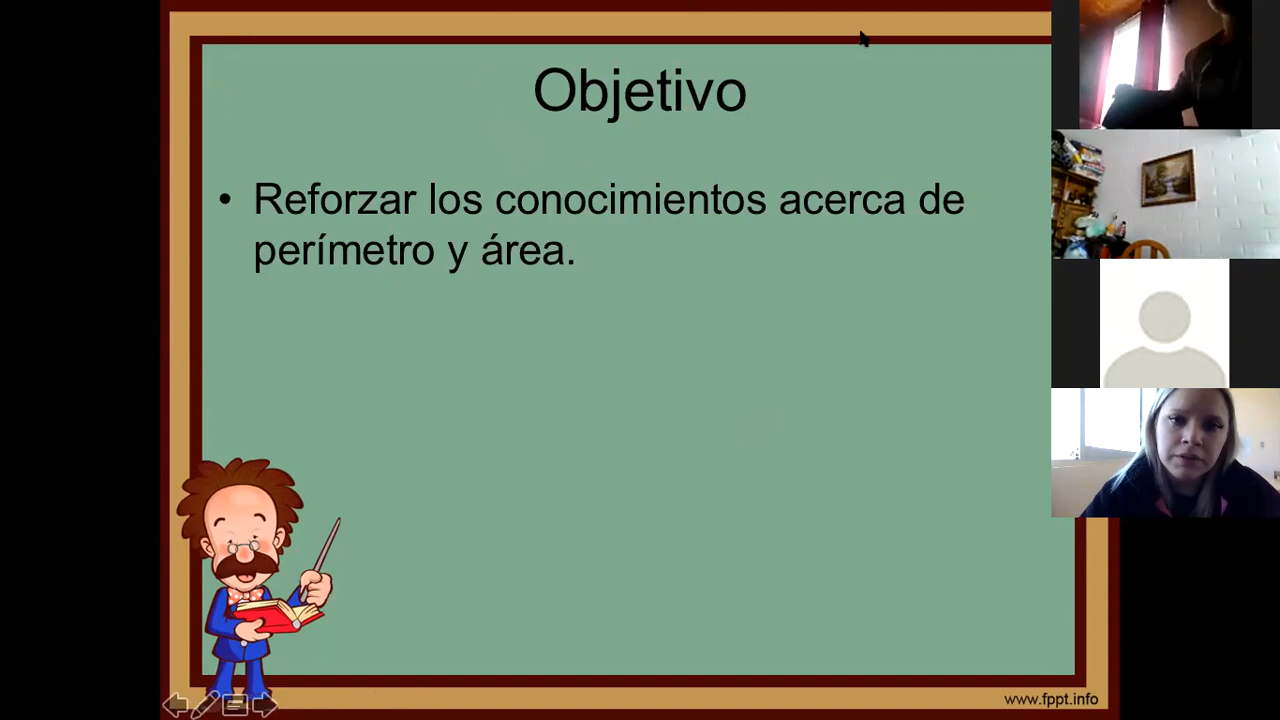 Objetivo
• Reforzar los conocimientos acerca de
perímetro y área.
www.fppt.info